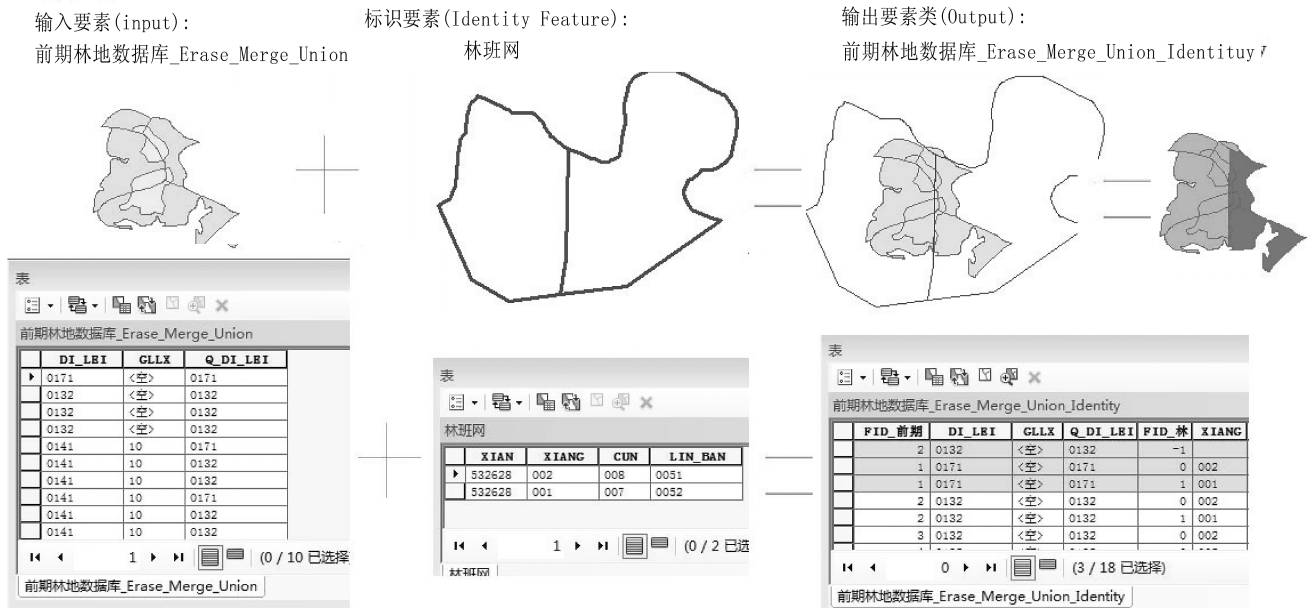 输入要素(input):
前期林地数据库_Erase_Merge_Union
标识要素(Identity Feature):
林班网
输出要素类(Output):
前期林地数据库_Erase_Merge_Union_Identituy
表
前期林地数据库_Erase_Merge_Union
DI_LEI GLLX Q_DI_LEI
0171 <空> 0171
0132 <空> 0132
0132 <空> 0132
0132 <空> 0132
0141 10 0171
0141 10 0132
0141 10 0132
0141 10 0171
0141 10 0132
0141 10 0132
1 (0 / 10 已选择
前期林地数据库_Erase_Merge_Union
表
林班网
XIAN XIANG CUN LIN_BAN
532628 002 008 0051
532628 001 007 0052
1 (0 / 2 已选
林班网
表
前期林地数据库_Erase_Merge_Union_Identity
FID_前期 DI_LEI GLLX Q_DI_LEI FID_林 XIANG
2 0132 <空> 0132 -1
1 0171 <空> 0171 0 002
1 0171 <空> 0171 1 001
2 0132 <空> 0132 0 002
2 0132 <空> 0132 1 001
3 0132 <空> 0132 0 002
0 (3 / 18 已选择)
前期林地数据库_Erase_Merge_Union_Identity